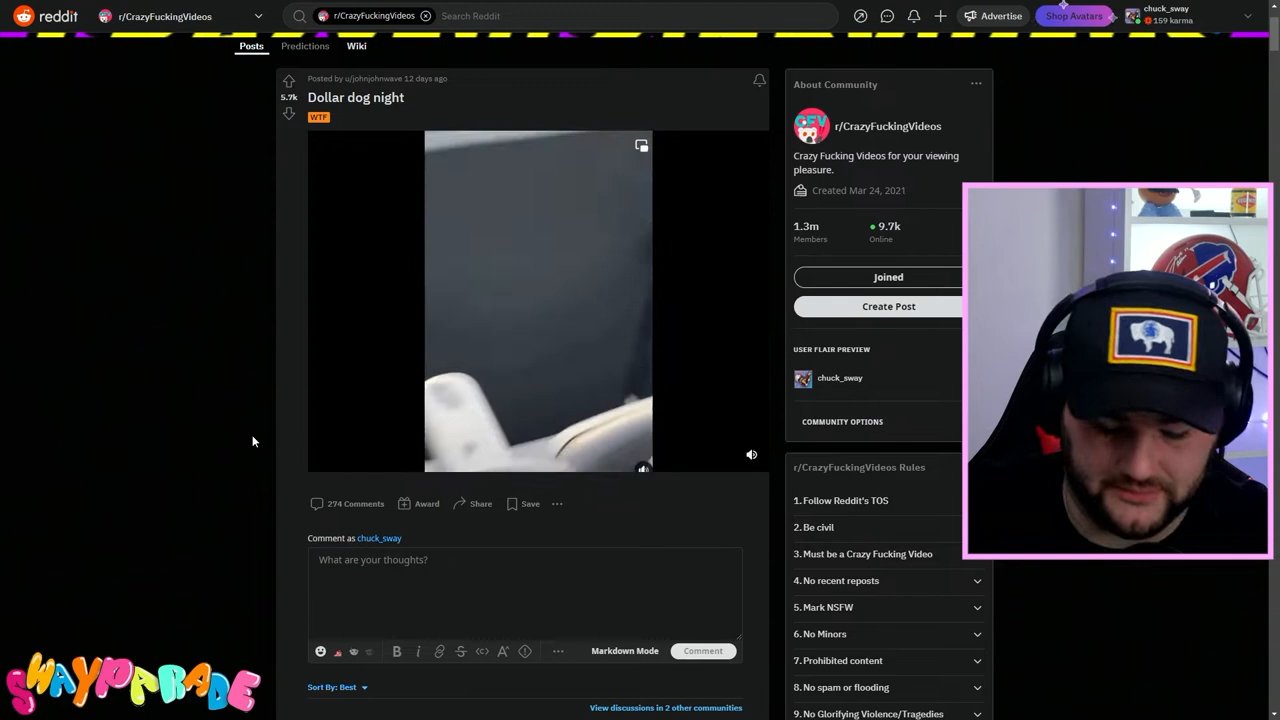 reddit
r/CrazyFuckingVideos
r/CrazyFuckingVideos
Search Reddit
Advertise
Shop Avatars
chuck_sway
159 karma
Posts
Predictions
Wiki
Posted by u/johnjohnwave 12 days ago
5.7k
Dollar dog night
WTF
274 Comments
Award
Share
Save
Comment as chuck_sway
What are your thoughts?
B
i
Markdown Mode
Comment
Sort By: Best
View discussions in 2 other communities
About Community
r/CrazyFuckingVideos
Crazy Fucking Videos for your viewing
pleasure.
Created Mar 24, 2021
1.3m
9.7k
Members
Online
Joined
Create Post
USER FLAIR PREVIEW
chuck_sway
COMMUNITY OPTIONS
r/CrazyFuckingVideos Rules
1. Follow Reddit's TOS
2. Be civil
3. Must be a Crazy Fucking Video
4. No recent reposts
5. Mark NSFW
6. No Minors
7. Prohibited content
8. No spam or flooding
9. No Glorifying Violence/Tragedies
SWAYPARADE